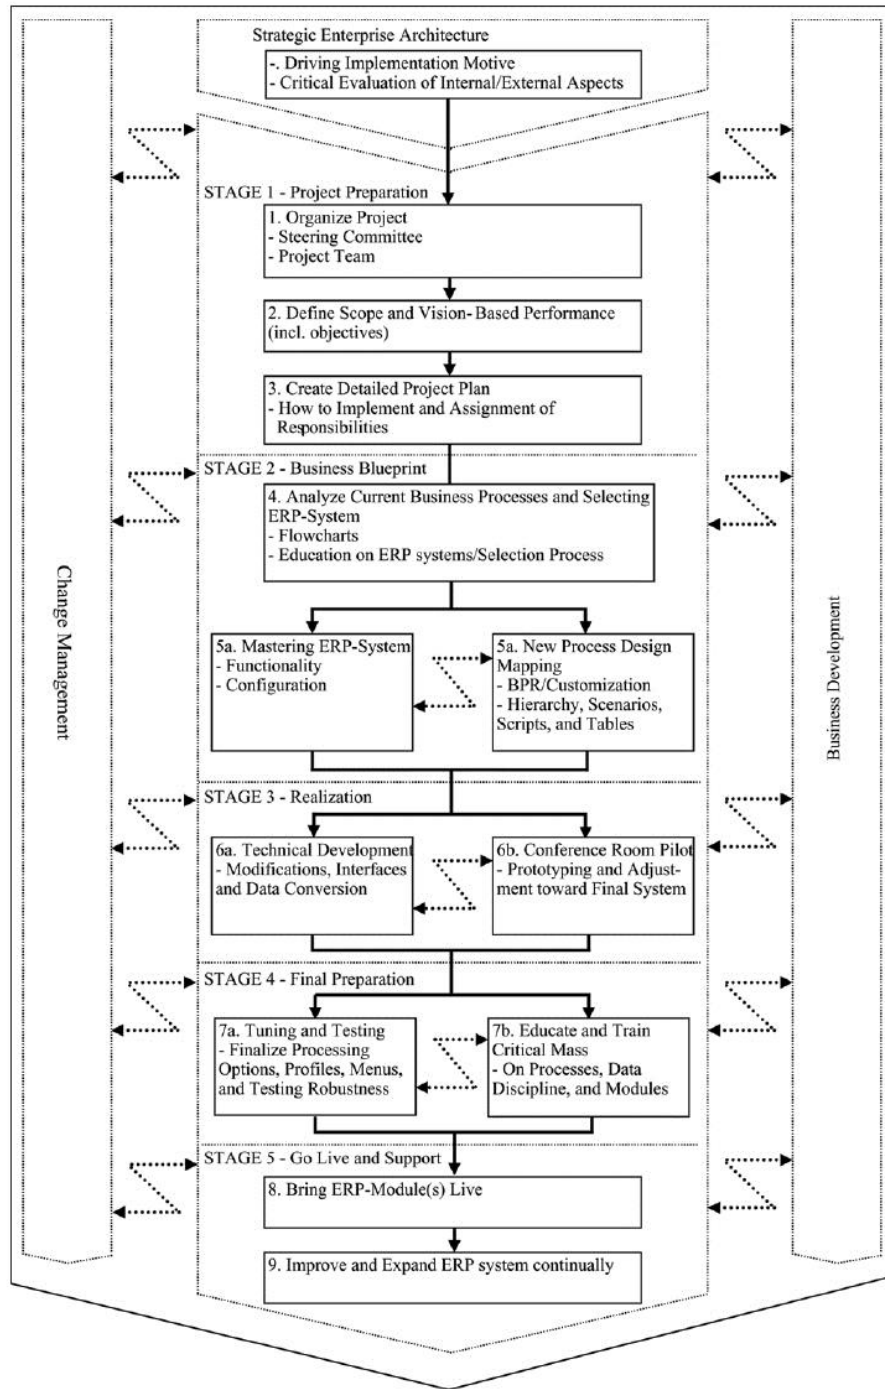 Strategic Enterprise Architecture
-. Driving Implementation Motive
- Critical Evaluation of Internal/External Aspects
STAGE 1 - Project Preparation
1. Organize Project
- Steering Committee
- Project Team
2. Define Scope and Vision-Based Performance
(incl. objectives)
3. Create Detailed Project Plan
- How to Implement and Assignment of
Responsibilities
STAGE 2 - Business Blueprint
4. Analyze Current Business Processes and Selecting
ERP-System
- Flowcharts
- Education on ERP systems/Selection Process
Change Management
Business Development
5a. Mastering ERP-System
- Functionality
- Configuration
5a. New Process Design
Mapping
- BPR/Customization
- Hierarchy, Scenarios,
Scripts, and Tables
STAGE 3 - Realization
6a. Technical Development
- Modifications, Interfaces
and Data Conversion
6b. Conference Room Pilot
- Prototyping and Adjust-
ment toward Final System
STAGE 4 - Final Preparation
7a. Tuning and Testing
- Finalize Processing
Options, Profiles, Menus,
and Testing Robustness
7b. Educate and Train
Critical Mass
- On Processes, Data
Discipline, and Modules
STAGE 5 - Go Live and Support
8. Bring ERP-Module(s) Live
9. Improve and Expand ERP system continually